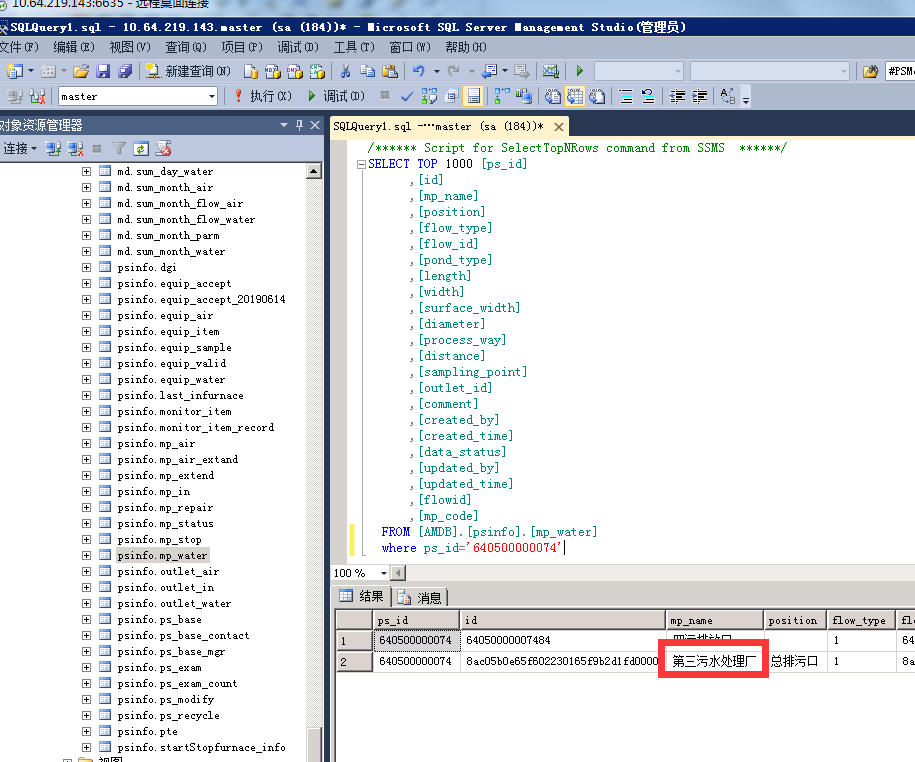 10.64.219.143:6635 - 远程桌面连接
SQLQuery1.sql - 10.64.219.143.master (sa (184))* - Microsoft SQL Server Management Studio(管理员)
文件(F) 编辑(E) 视图(V) 查询(Q) 项目(P) 调试(D) 工具(T) 窗口(W) 帮助(H)
新建查询(N) #PSM
master 执行(X) 调试(D)
对象资源管理器
SQLQuery1.sql -...master (sa (184))*
连接
md.sum_day_water
md.sum_month_air
md.sum_month_flow_air
md.sum_month_flow_water
md.sum_month_parm
md.sum_month_water
psinfo.dgi
psinfo.equip_accept
psinfo.equip_accept_20190614
psinfo.equip_air
psinfo.equip_item
psinfo.equip_sample
psinfo.equip_valid
psinfo.equip_water
psinfo.last_infurnace
psinfo.monitor_item
psinfo.monitor_item_record
psinfo.mp_air
psinfo.mp_air_extand
psinfo.mp_extend
psinfo.mp_in
psinfo.mp_repair
psinfo.mp_status
psinfo.mp_stop
psinfo.mp_water
psinfo.outlet_air
psinfo.outlet_in
psinfo.outlet_water
psinfo.ps_base
psinfo.ps_base_contact
psinfo.ps_base_mgr
psinfo.ps_exam
psinfo.ps_exam_count
psinfo.ps_modify
psinfo.ps_recycle
psinfo.pte
psinfo.startStopfurnace_info
视图
/****** Script for SelectTopNRows command from SSMS ******/
SELECT TOP 1000 [ps_id]
,[id]
,[mp_name]
,[position]
,[flow_type]
,[flow_id]
,[pond_type]
,[length]
,[width]
,[surface_width]
,[diameter]
,[process_way]
,[distance]
,[sampling_point]
,[outlet_id]
,[comment]
,[created_by]
,[created_time]
,[data_status]
,[updated_by]
,[updated_time]
,[flowid]
,[mp_code]
FROM [AMDB].[psinfo].[mp_water]
where ps_id='640500000074'
100 %
结果 消息
ps_id id mp_name position flow_type flo
1 640500000074 64050000007484 四污排放口 1 64
2 640500000074 8ac05b0e65f602230165f9b2d1fd0000 第三污水处理厂 总排污口 1 8a